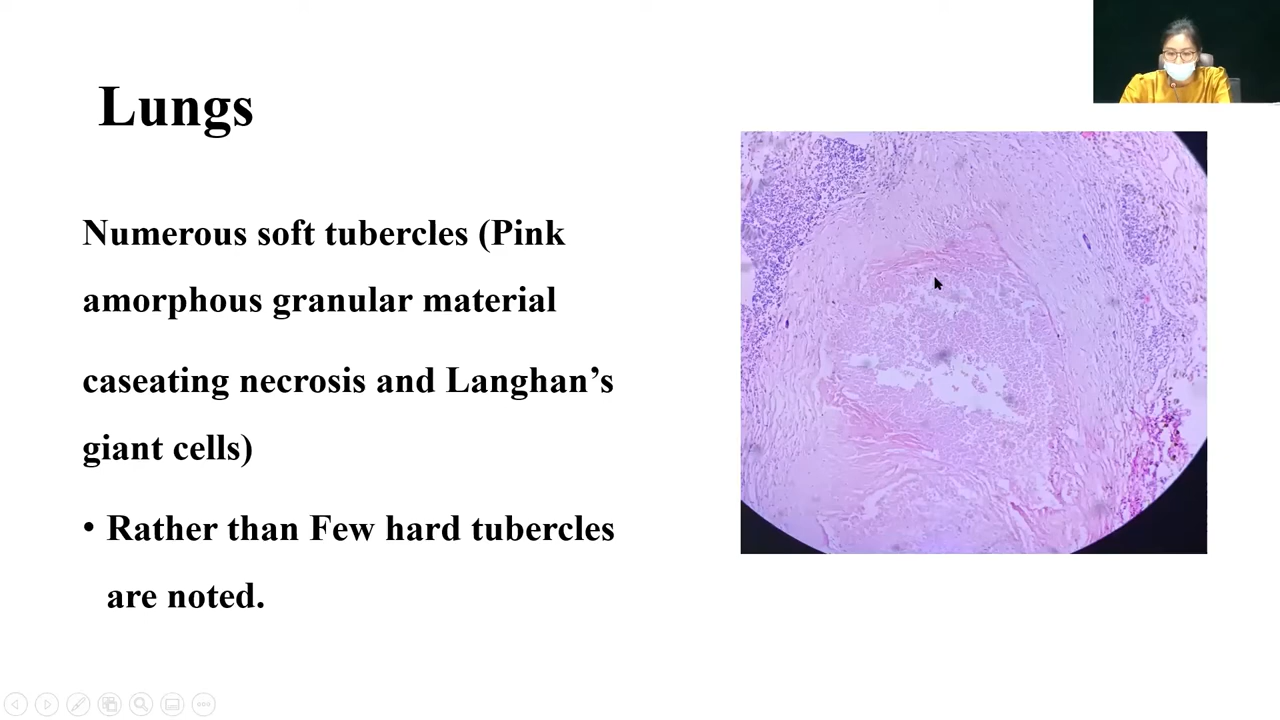 Lungs
Numerous soft tubercles (Pink
amorphous granular material
caseating necrosis and Langhan’s
giant cells)
• Rather than Few hard tubercles
are noted.